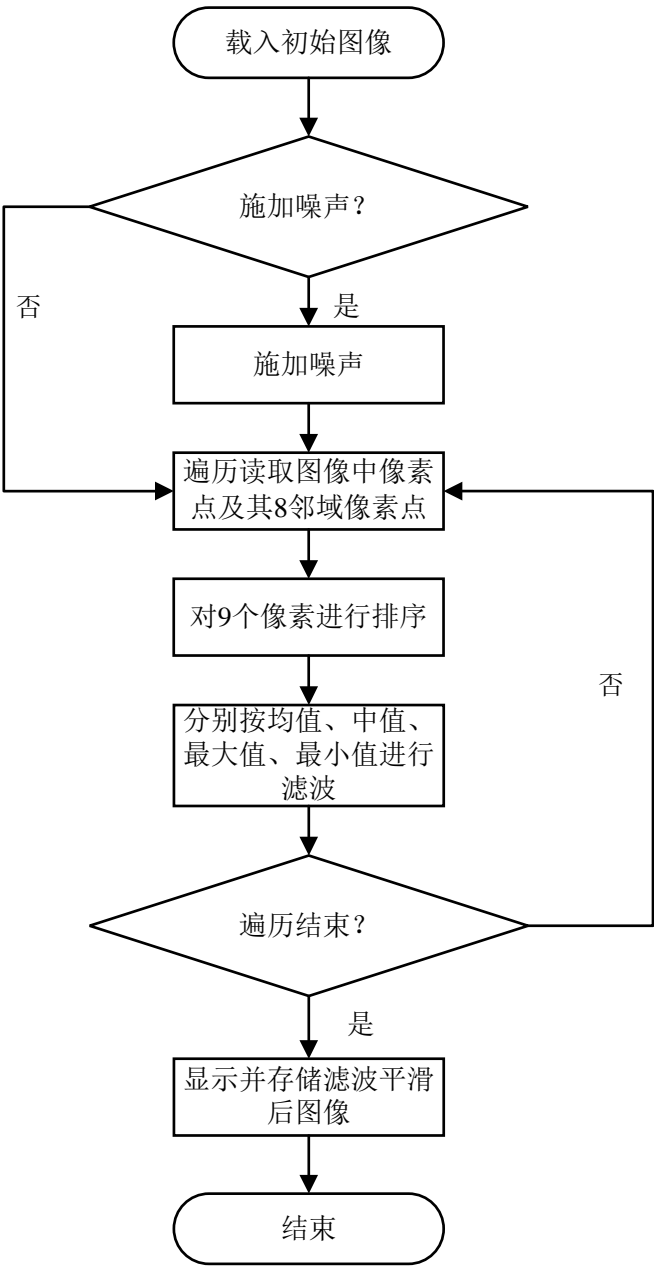 载入初始图像
施加噪声？
否
是
施加噪声
遍历读取图像中像素
点及其8邻域像素点
对9个像素进行排序
否
分别按均值、中值、
最大值、最小值进行
滤波
遍历结束？
是
显示并存储滤波平滑
后图像
结束